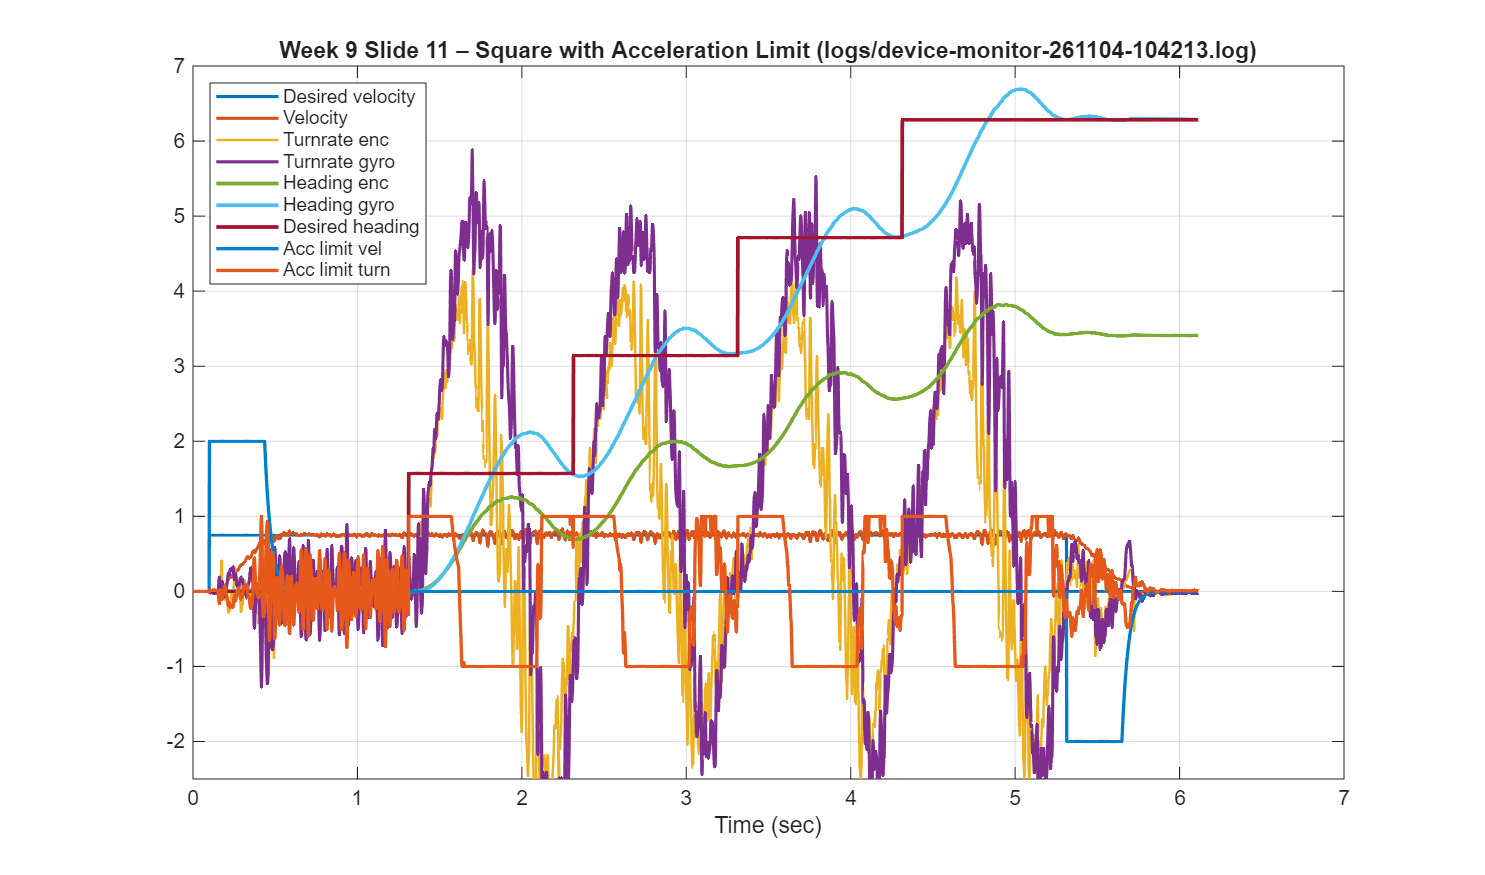 Week 9 Slide 11 – Square with Acceleration Limit (logs/device-monitor-261104-104213.log)
7
6
5
4
3
2
1
0
-1
-2
Desired velocity
Velocity
Turnrate enc
Turnrate gyro
Heading enc
Heading gyro
Desired heading
Acc limit vel
Acc limit turn
0 1 2 3 4 5 6 7
Time (sec)